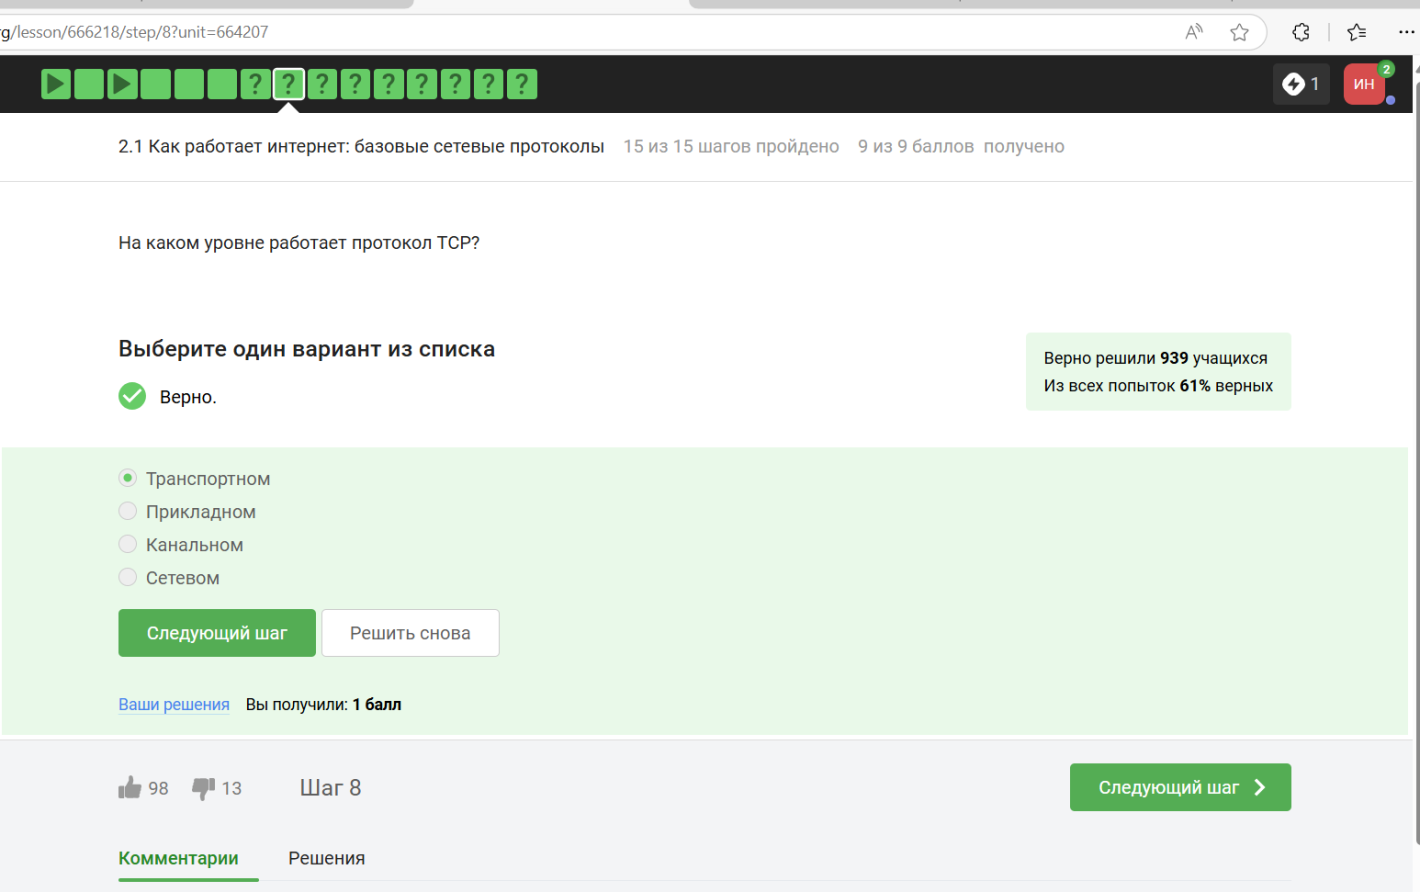 g/lesson/666218/step/8?unit=664207
? ? ? ? ? ? ? ? ?
1
ИН
2
2.1 Как работает интернет: базовые сетевые протоколы 15 из 15 шагов пройдено 9 из 9 баллов получено
На каком уровне работает протокол TCP?
Выберите один вариант из списка
Верно.
Верно решили 939 учащихся
Из всех попыток 61% верных
Транспортном
Прикладном
Канальном
Сетевом
Следующий шаг
Решить снова
Ваши решения Вы получили: 1 балл
98
13
Шаг 8
Следующий шаг
Комментарии
Решения